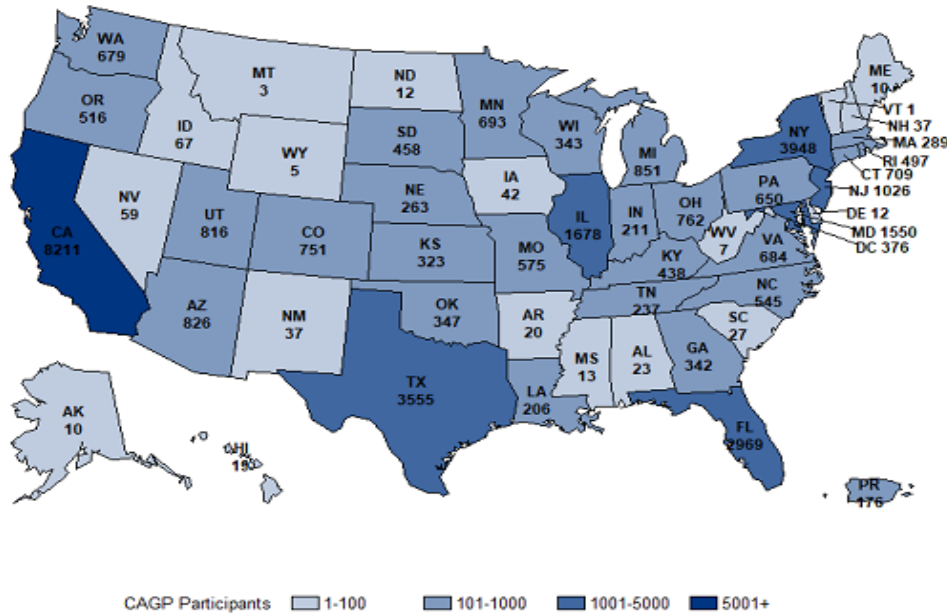 WA
679
MT
3
ND
12
MN
693
ME
10
VT 1
NH 37
MA 289
RI 497
CT 709
NJ 1026
DE 12
MD 1550
DC 376
OR
516
ID
67
WY
5
SD
458
WI
343
MI
851
NY
3948
IA
42
NE
263
PA
650
NV
59
UT
816
CO
751
KS
323
MO
575
IL
1678
IN
211
OH
762
WV
7
VA
684
CA
8211
KY
438
NC
545
TN
237
AZ
826
NM
37
OK
347
AR
20
SC
27
MS
13
AL
23
GA
342
TX
3555
LA
206
FL
2969
AK
10
HI
19
PR
176
CAGP Participants 1-100 101-1000 1001-5000 5001+